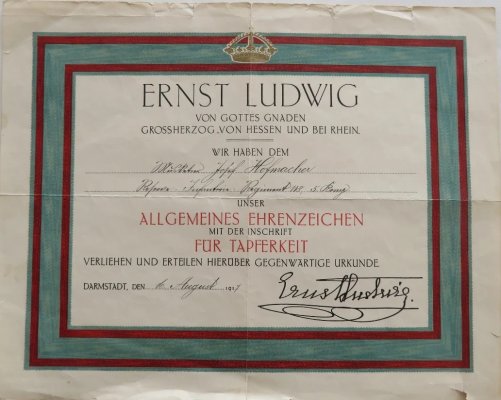 ERNST LUDWIG
VON GOTTES GNADEN
GROSSHERZOG VON HESSEN UND BEI RHEIN.
WIR HABEN DEM
Musketier Josef Hofmacher
Reserve-Infanterie-Regiment 118, 5. Komp
UNSER
ALLGEMEINES EHRENZEICHEN
MIT DER INSCHRIFT
FÜR TAPFERKEIT
VERLIEHEN UND ERTEILEN HIERÜBER GEGENWÄRTIGE URKUNDE.
DARMSTADT, DEN 16. August 1917
Ernst Ludwig.